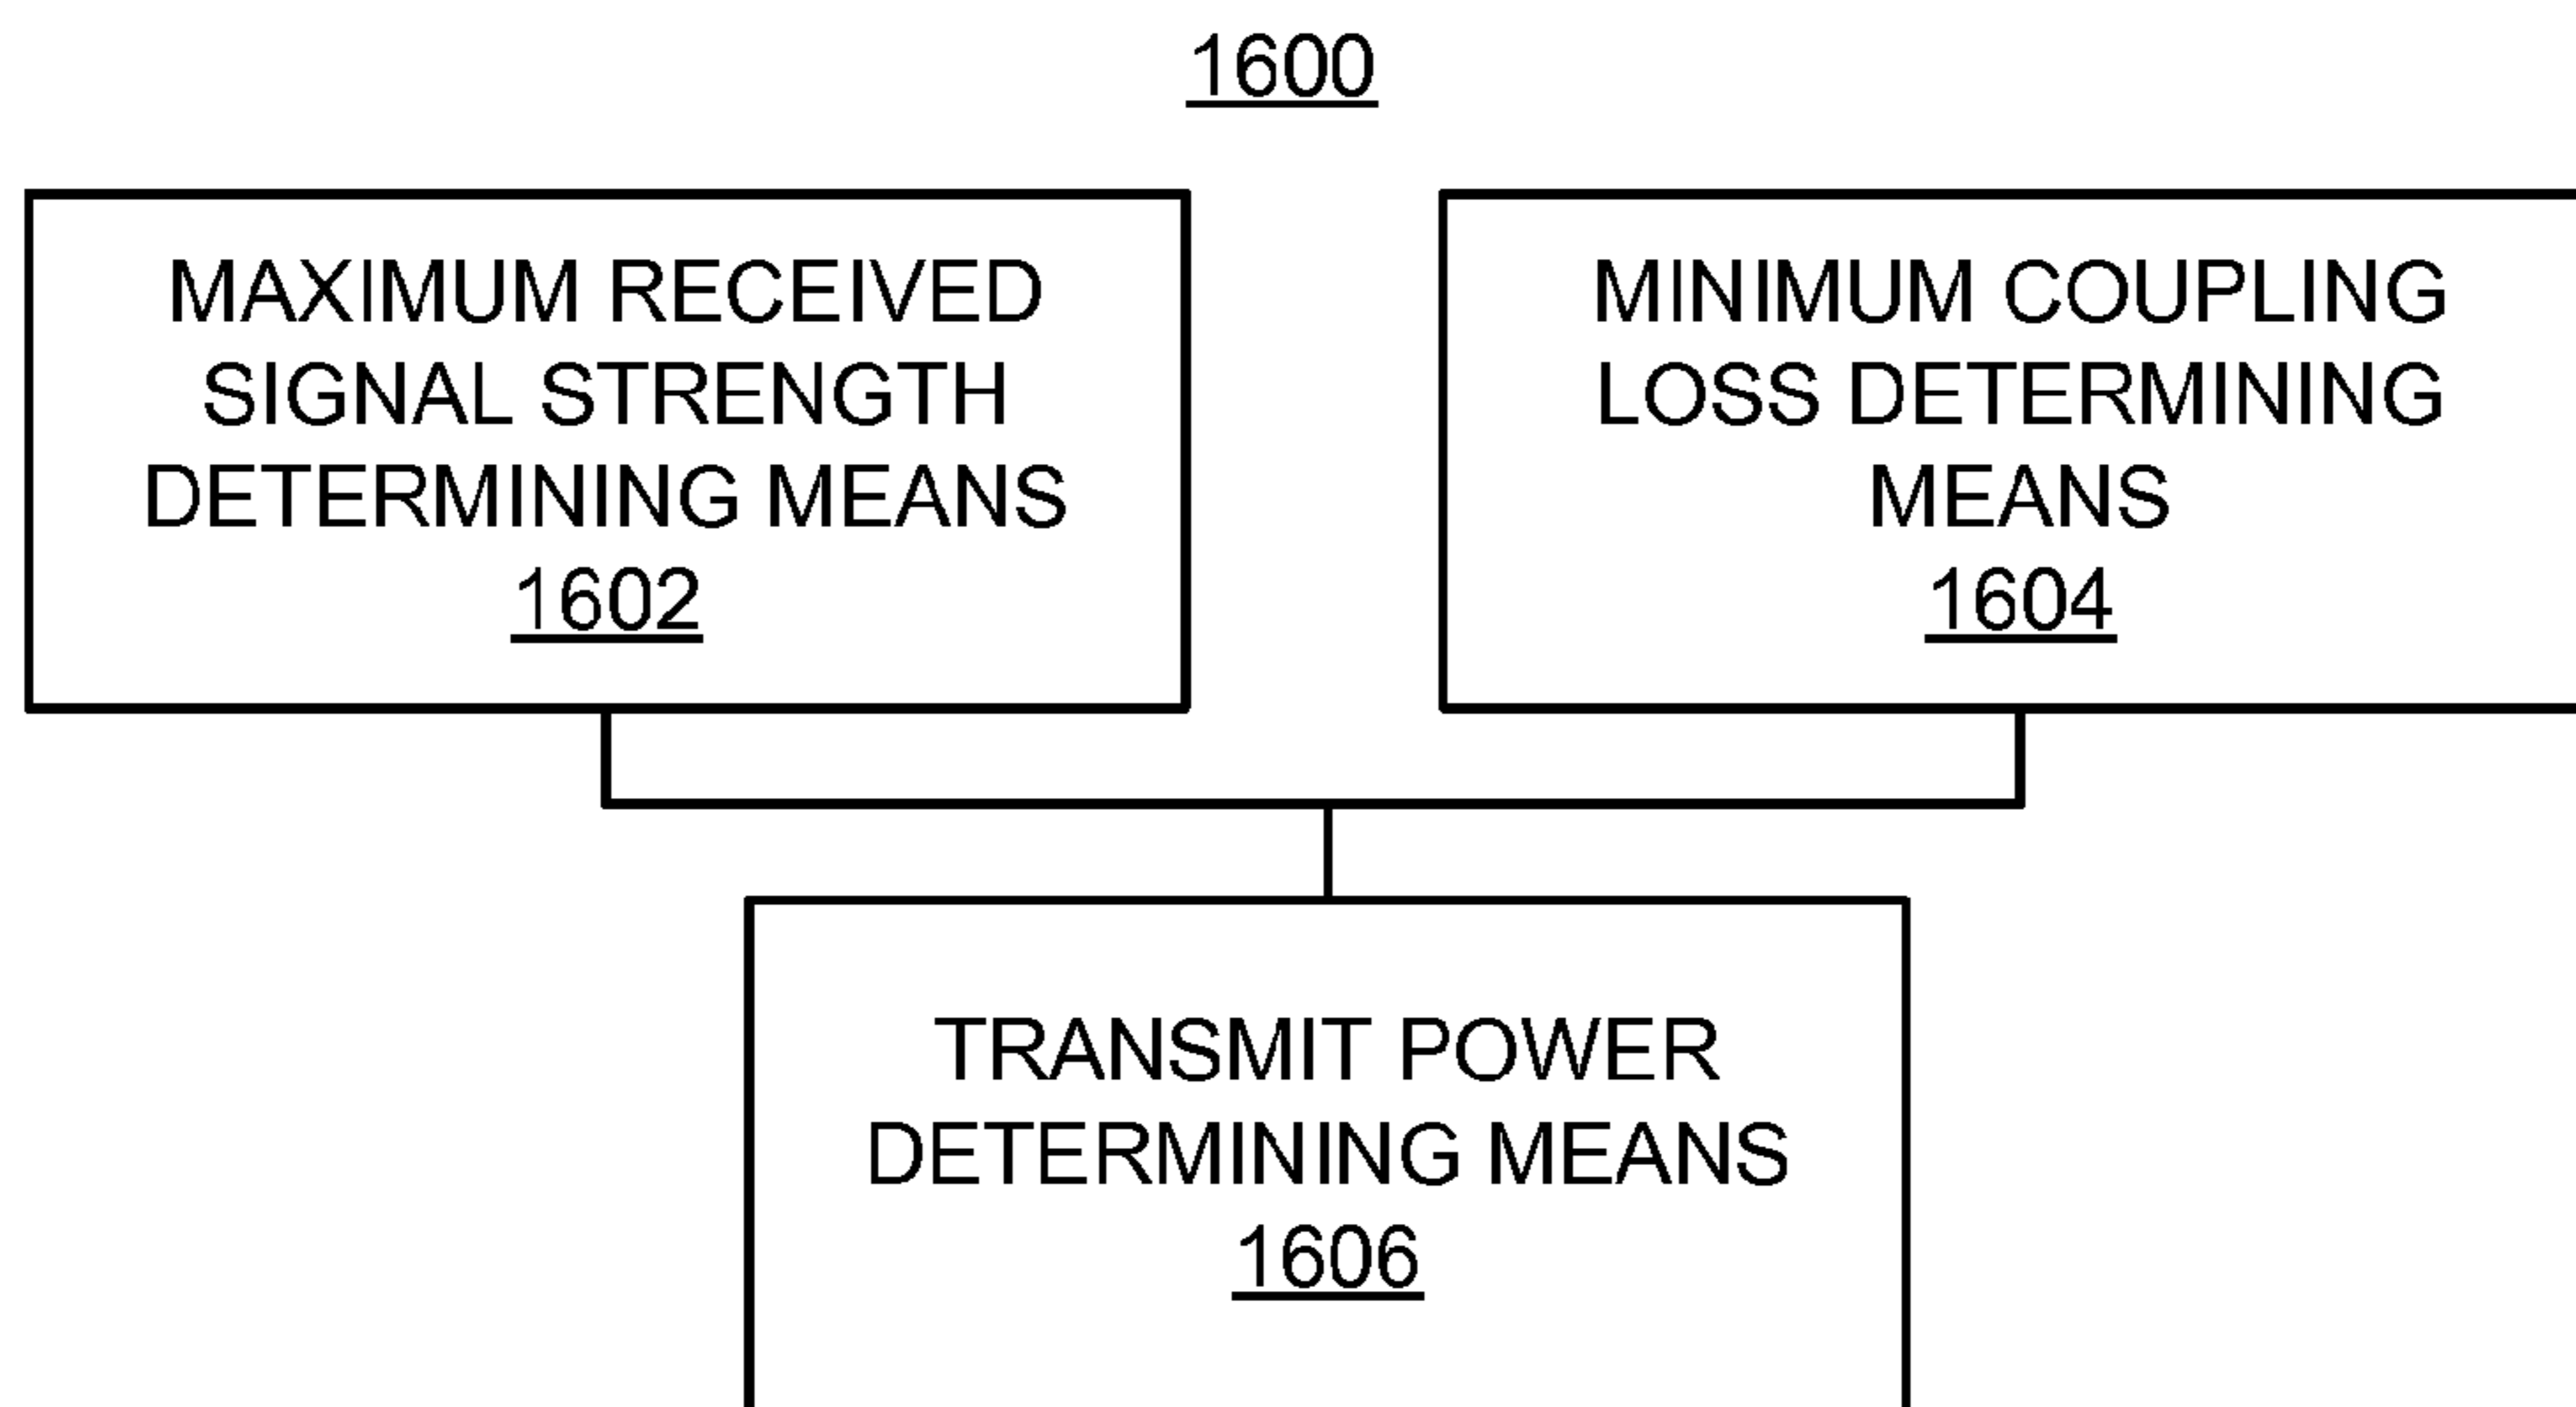 1600
MAXIMUM RECEIVED
SIGNAL STRENGTH
DETERMINING MEANS
1602
MINIMUM COUPLING
LOSS DETERMINING
MEANS
1604
TRANSMIT POWER
DETERMINING MEANS
1606